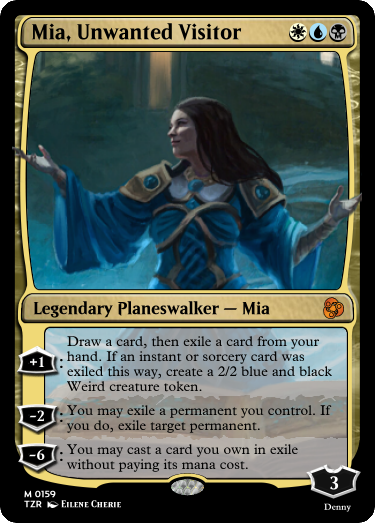 Mia, Unwanted Visitor
Legendary Planeswalker — Mia
+1: Draw a card, then exile a card from your
hand. If an instant or sorcery card was
exiled this way, create a 2/2 blue and black
Weird creature token.
-2: You may exile a permanent you control. If
you do, exile target permanent.
-6: You may cast a card you own in exile
without paying its mana cost.
3
M 0159
TZR Eilene Cherie
Denny